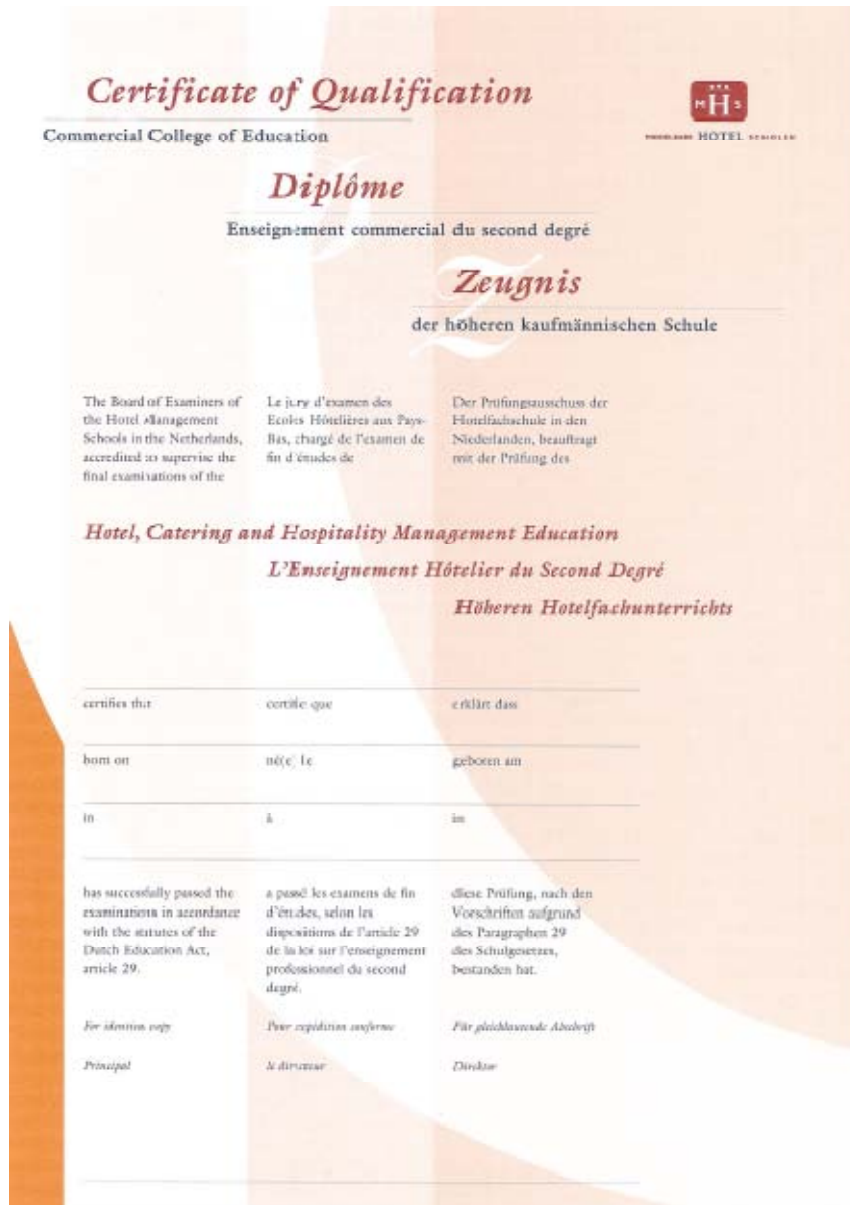 Certificate of Qualification
Commercial College of Education
MHS
MIDDELBARE HOTEL SCHOLEN
Diplôme
Enseignement commercial du second degré
Zeugnis
der höheren kaufmännischen Schule
The Board of Examiners of
the Hotel Management
Schools in the Netherlands,
accredited to supervise the
final examinations of the
Le jury d'examen des
Ecoles Hôtelières aux Pays-
Bas, chargé de l'examen de
fin d'études de
Der Prüfungsausschuss der
Hotelfachschule in den
Niederlanden, beauftragt
mit der Prüfung des
Hotel, Catering and Hospitality Management Education
L'Enseignement Hôtelier du Second Degré
Höheren Hotelfachunterrichts
certifies that
certifie que
erklärt dass
born on
né(e) le
geboren am
in
à
in
has successfully passed the
examinations in accordance
with the statutes of the
Dutch Education Act,
article 29.
a passé les examens de fin
d'études, selon les
dispositions de l'article 29
de la loi sur l'enseignement
professionnel du second
degré.
diese Prüfung, nach den
Vorschriften aufgrund
des Paragraphen 29
des Schulgesetzes,
bestanden hat.
For identical copy
Pour expédition conforme
Für gleichlautende Abschrift
Principal
le directeur
Direktor